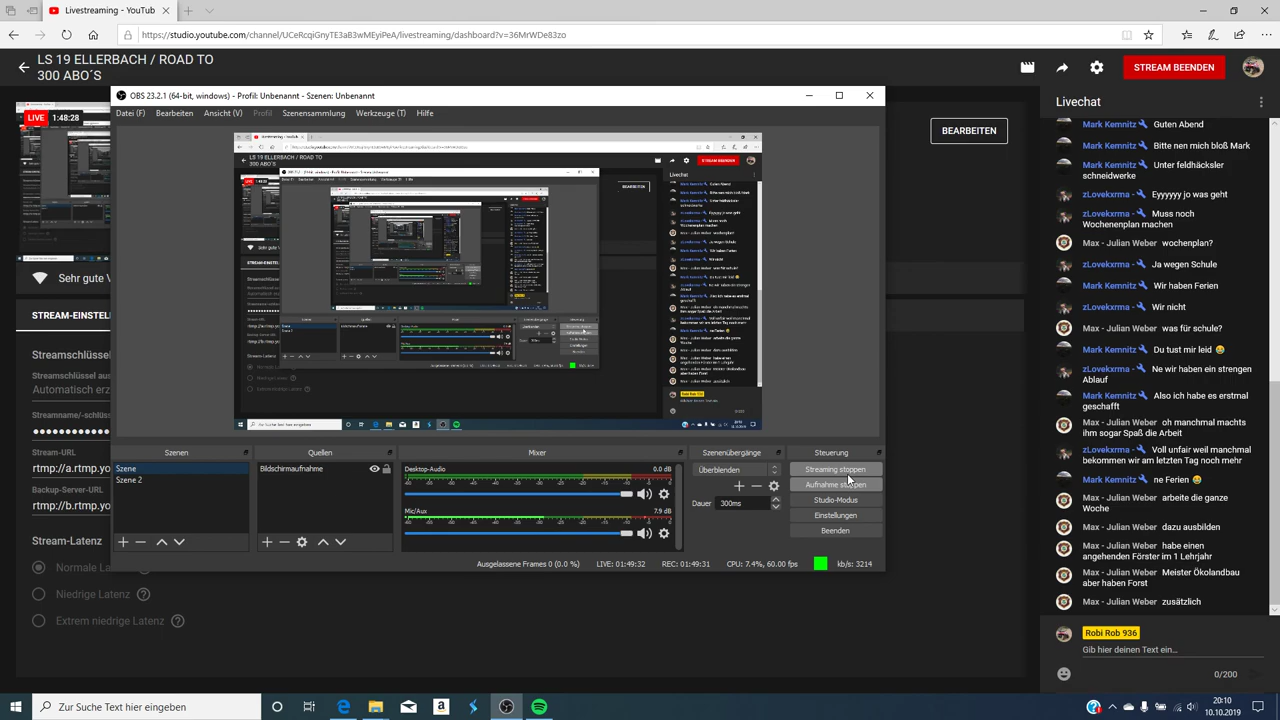 Livestreaming - YouTub
https://studio.youtube.com/channel/UCeRcqiGnyTE3aB3wMEyiPeA/livestreaming/dashboard?v=36MrWDe83zo
LS 19 ELLERBACH / ROAD TO
300 ABO´S
STREAM BEENDEN
LIVE 1:48:28
BEARBEITEN
Sehr gute V
STREAM-EINSTEL
Streamschlüssel
Streamschlüssel aus
Automatisch erz
Streamname/-schlüss
Stream-URL
rtmp://a.rtmp.yo
Backup-Server-URL
rtmp://b.rtmp.yo
Stream-Latenz
Normale La
Niedrige Latenz
Extrem niedrige Latenz
OBS 23.2.1 (64-bit, windows) - Profil: Unbenannt - Szenen: Unbenannt
Datei (F) Bearbeiten Ansicht (V) Profil Szenensammlung Werkzeuge (T) Hilfe
Szenen Quellen Mixer Szenenübergänge Steuerung
Szene
Szene 2
Bildschirmaufnahme
Desktop-Audio 0.0 dB
Mic/Aux 7.9 dB
Überblenden
Dauer 300ms
Streaming stoppen
Aufnahme stoppen
Studio-Modus
Einstellungen
Beenden
Ausgelassene Frames 0 (0.0 %) LIVE: 01:49:32 REC: 01:49:31 CPU: 7.4%, 60.00 fps kb/s: 3214
Livechat
Mark Kemnitz Guten Abend
Mark Kemnitz Bitte nen mich bloß Mark
Mark Kemnitz Unter feldhäcksler
schneidwerke
zLovekxrma - Eyyyyyy jo was geht
zLovekxrma - Muss noch
Wochenplan machen
Max - Julian Weber wochenplan?
zLovekxrma - Ja wegen Schule
Mark Kemnitz Wir haben Ferien
zLovekxrma - Wir nicht
Max - Julian Weber was für schule?
Mark Kemnitz Du tust mir leid 😂
zLovekxrma - Ne wir haben ein strengen
Ablauf
Mark Kemnitz Also ich habe es erstmal
geschafft
Max - Julian Weber oh manchmal machts
ihm sogar Spaß die Arbeit
zLovekxrma - Voll unfair weil manchmal
bekommen wir am letzten Tag noch mehr
Mark Kemnitz ne Ferien 😂
Max - Julian Weber arbeite die ganze
Woche
Max - Julian Weber dazu ausbilden
Max - Julian Weber habe einen
angehenden Förster im 1 Lehrjahr
Max - Julian Weber Meister Ökolandbau
aber haben Forst
Max - Julian Weber zusätzlich
Robi Rob 936
Gib hier deinen Text ein...
0/200
Zur Suche Text hier eingeben
20:10
10.10.2019